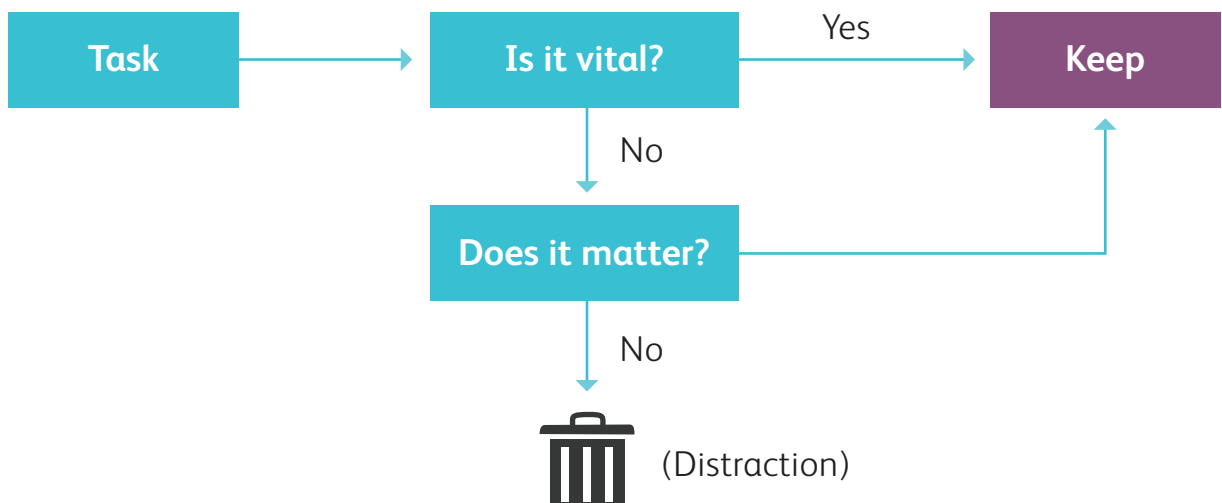 Task
Is it vital?
Yes
Keep
No
Does it matter?
No
(Distraction)